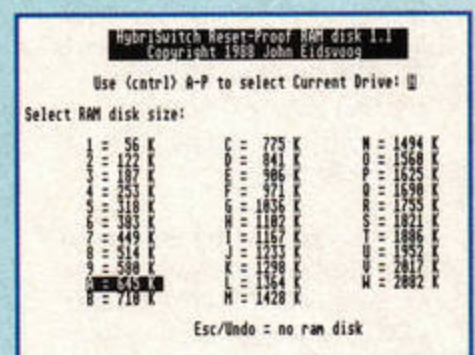 HybriSwitch Reset-Proof RAM disk 1.1
Copyright 1988 John Eidsvoog
Use <cntrl> A-P to select Current Drive:
Select RAM disk size:
1 = 56 K C = 775 K N = 1494 K
2 = 122 K D = 841 K O = 1560 K
3 = 187 K E = 906 K P = 1625 K
4 = 253 K F = 971 K Q = 1690 K
5 = 318 K G = 1036 K R = 1755 K
6 = 383 K H = 1102 K S = 1821 K
7 = 449 K I = 1167 K T = 1886 K
8 = 514 K J = 1233 K U = 1952 K
9 = 580 K K = 1298 K V = 2017 K
A = 645 K L = 1364 K W = 2082 K
B = 710 K M = 1428 K
Esc/Undo = no ram disk